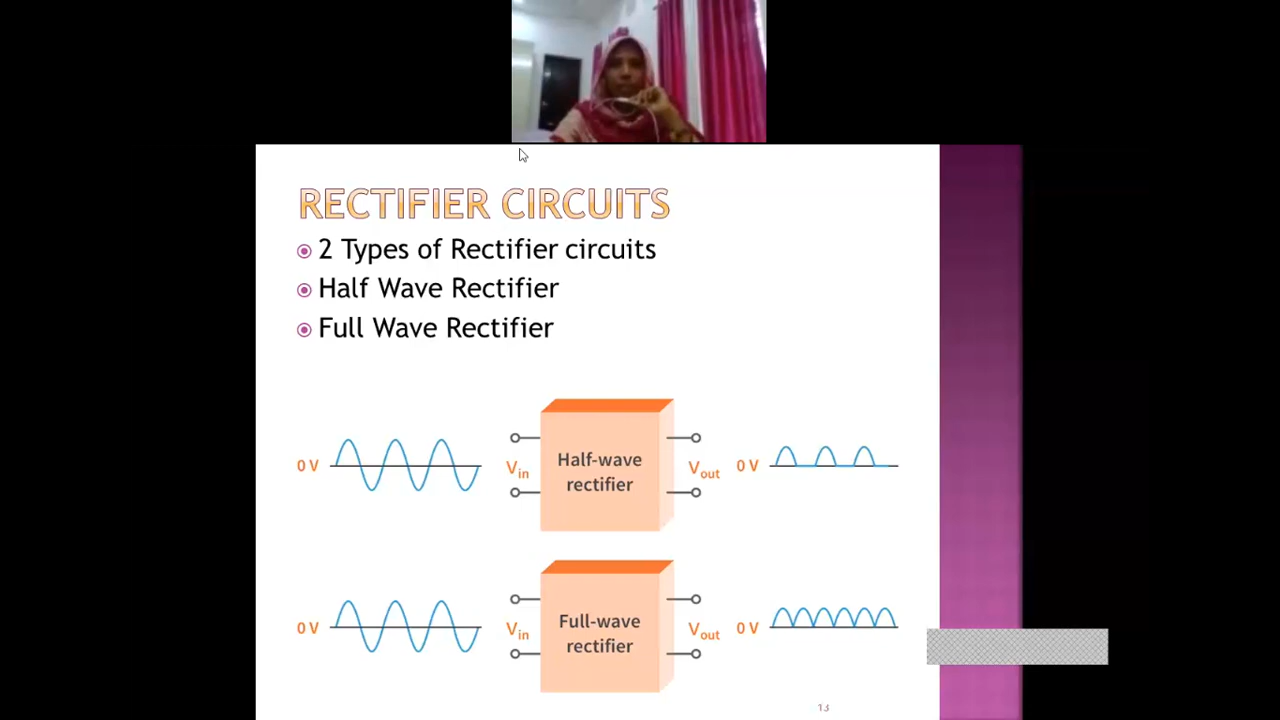 RECTIFIER CIRCUITS
2 Types of Rectifier circuits
Half Wave Rectifier
Full Wave Rectifier
0 V
Vin
Half-wave
rectifier
Vout
0 V
0 V
Vin
Full-wave
rectifier
Vout
0 V
13